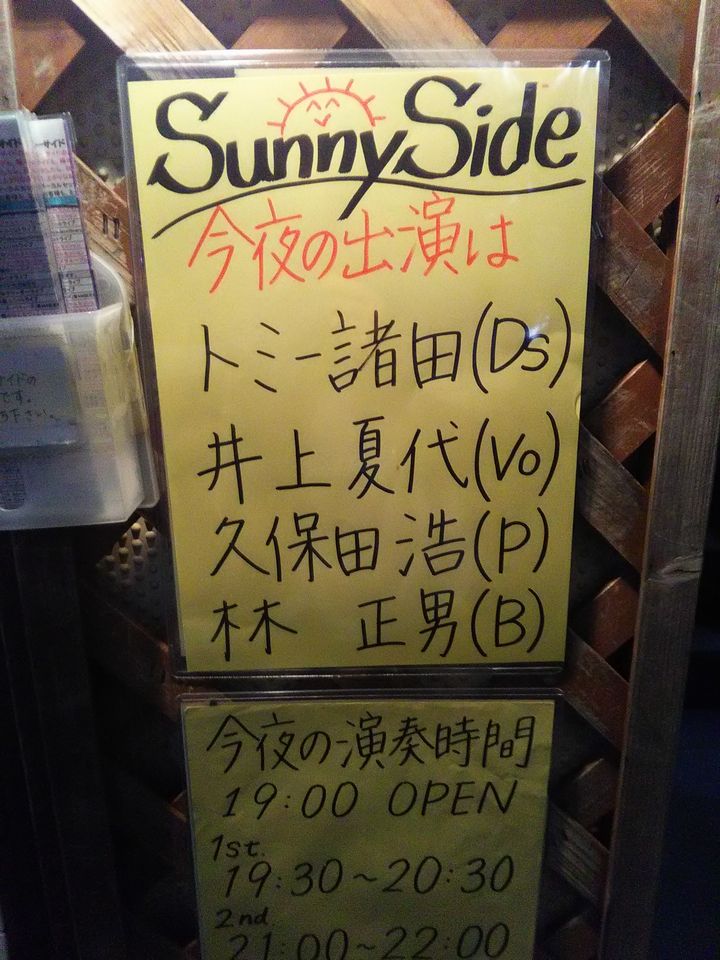 Sunny Side
今夜の出演は
トミー諸田(Ds)
井上夏代(Vo)
久保田浩(P)
林 正男(B)
今夜の演奏時間
19:00 OPEN
1st.
19:30~20:30
2nd
21:00~22:00